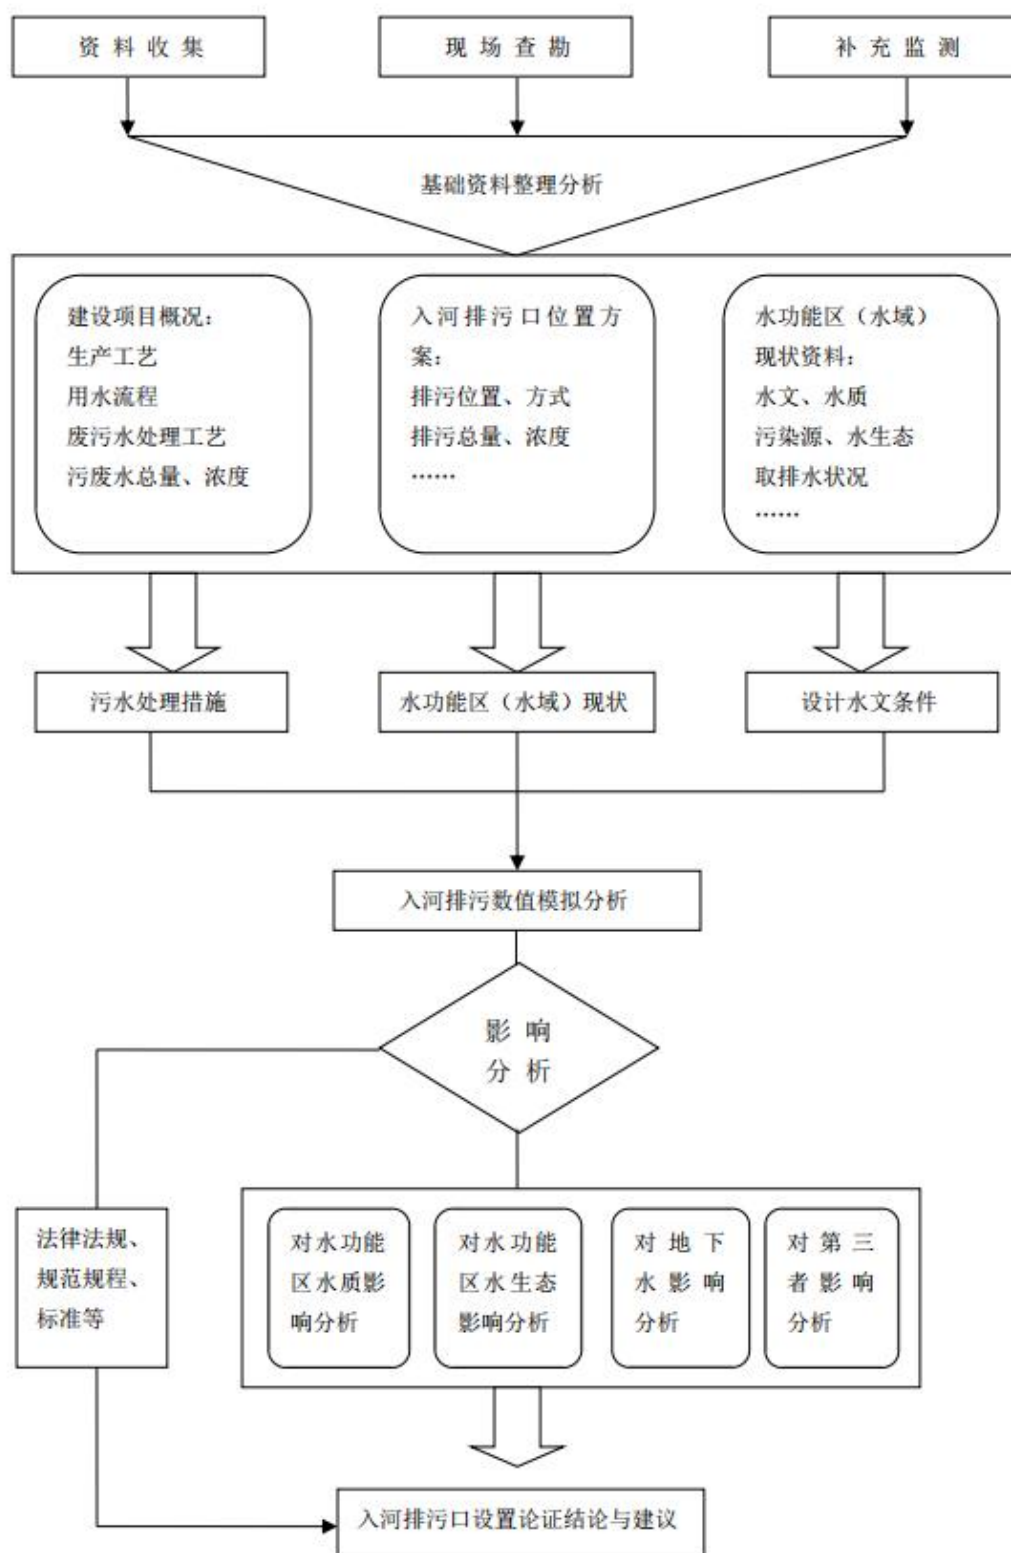 资料收集
现场查勘
补充监测
基础资料整理分析
建设项目概况：
生产工艺
用水流程
废污水处理工艺
污废水总量、浓度
入河排污口位置方
案：
排污位置、方式
排污总量、浓度
……
水功能区（水域）
现状资料：
水文、水质
污染源、水生态
取排水状况
……
污水处理措施
水功能区（水域）现状
设计水文条件
入河排污数值模拟分析
影响
分析
法律法规、
规范规程、
标准等
对水功能
区水质影
响分析
对水功能
区水生态
影响分析
对地下
水影响
分析
对第三
者影响
分析
入河排污口设置论证结论与建议